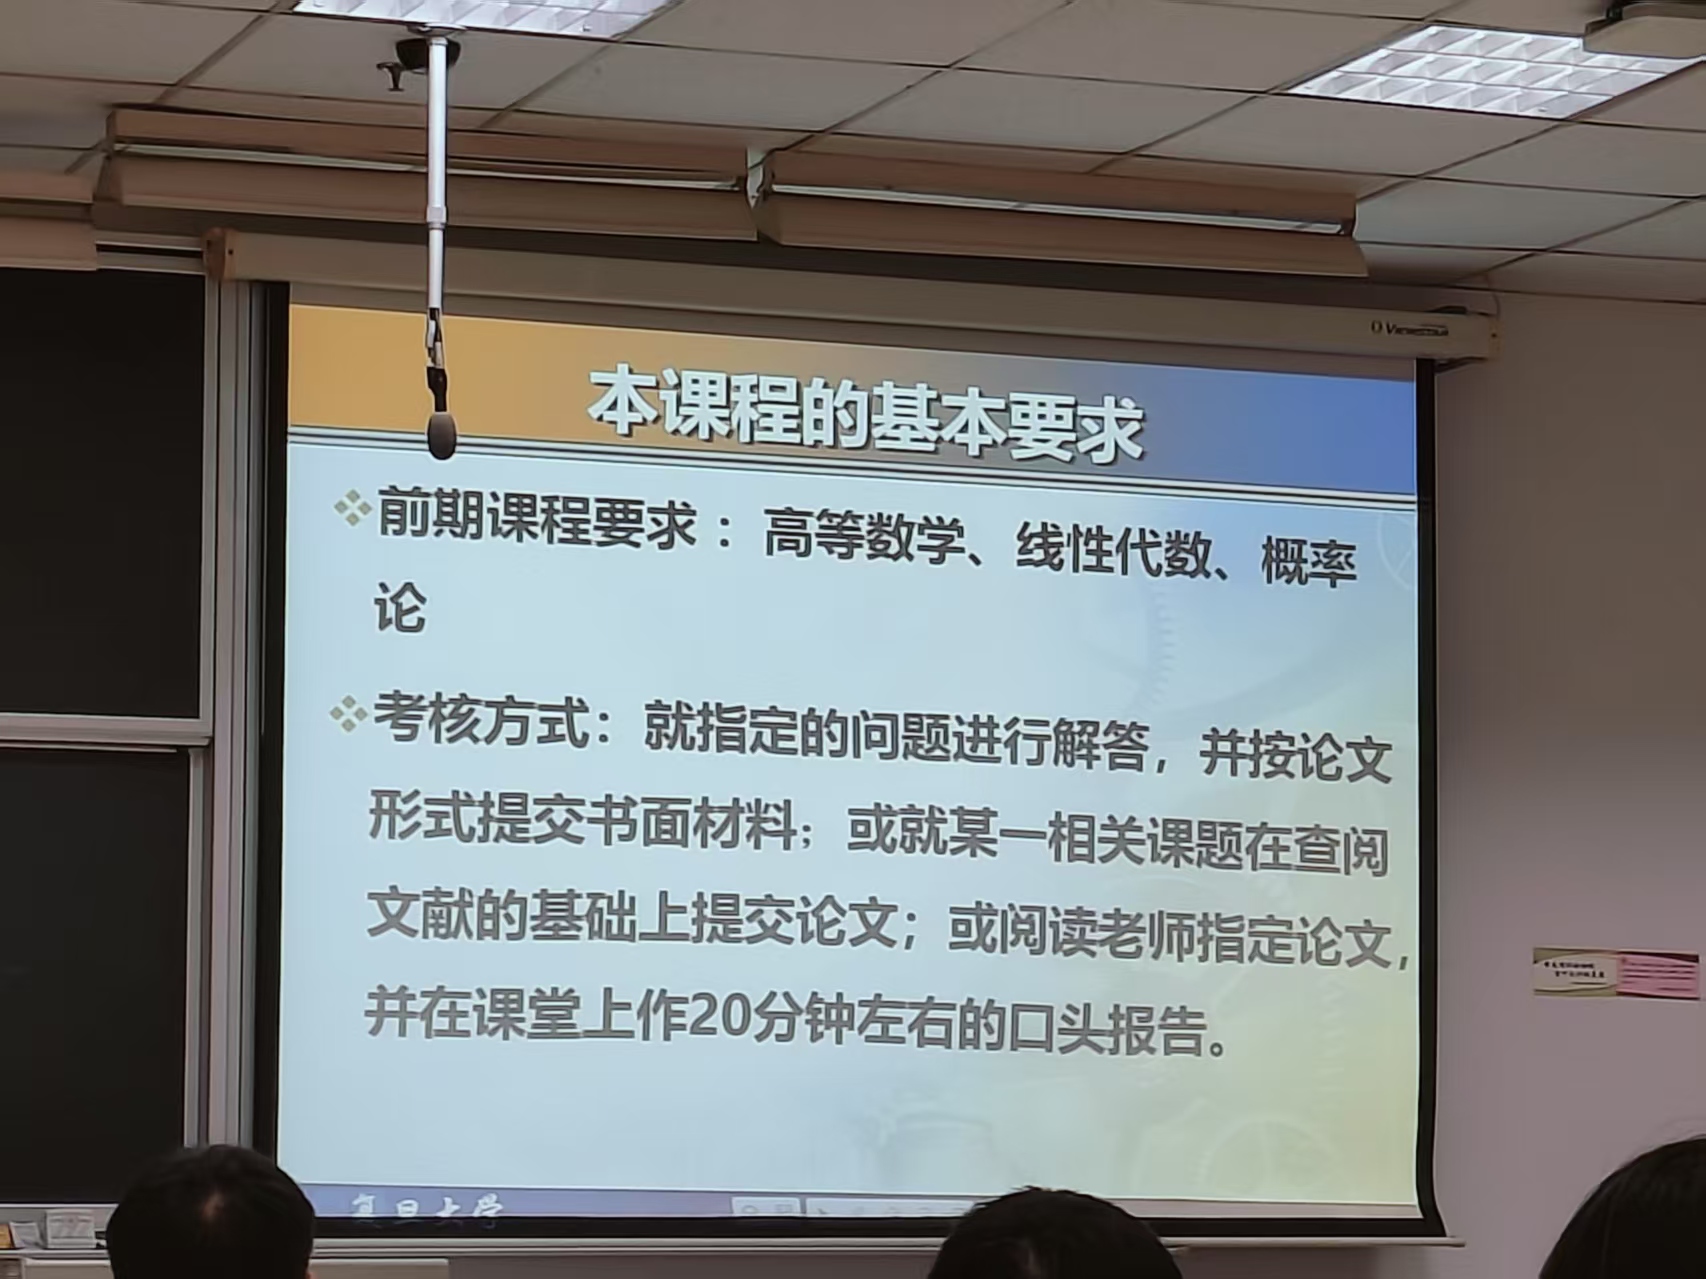 本课程的基本要求
前期课程要求：高等数学、线性代数、概率
论
考核方式：就指定的问题进行解答，并按论文
形式提交书面材料；或就某一相关课题在查阅
文献的基础上提交论文；或阅读老师指定论文，
并在课堂上作20分钟左右的口头报告。
复旦大学